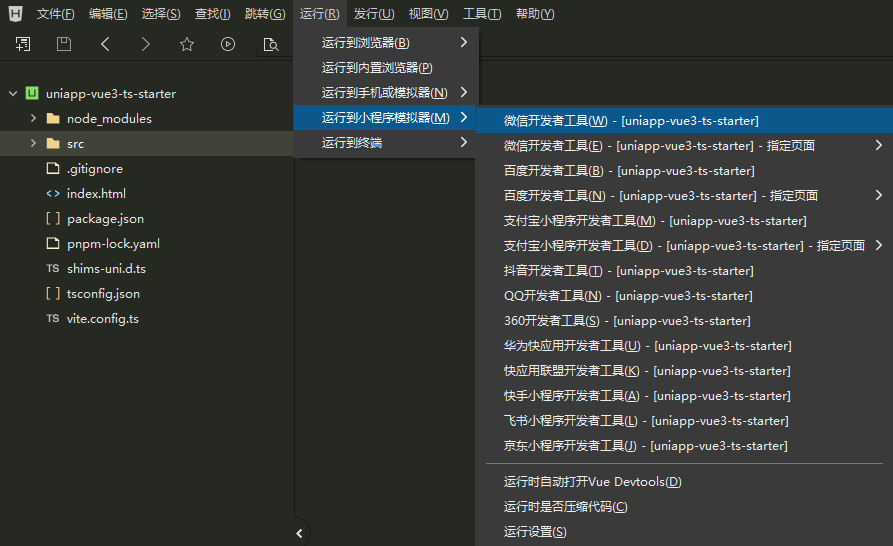 H 文件(F) 编辑(E) 选择(S) 查找(I) 跳转(G) 运行(R) 发行(U) 视图(V) 工具(T) 帮助(Y)
运行到浏览器(B)
运行到内置浏览器(P)
运行到手机或模拟器(N)
运行到小程序模拟器(M)
运行到终端
U uniapp-vue3-ts-starter
node_modules
src
.gitignore
<> index.html
[ ] package.json
pnpm-lock.yaml
TS shims-uni.d.ts
[ ] tsconfig.json
TS vite.config.ts
微信开发者工具(W) - [uniapp-vue3-ts-starter]
微信开发者工具(E) - [uniapp-vue3-ts-starter] - 指定页面
百度开发者工具(B) - [uniapp-vue3-ts-starter]
百度开发者工具(N) - [uniapp-vue3-ts-starter] - 指定页面
支付宝小程序开发者工具(M) - [uniapp-vue3-ts-starter]
支付宝小程序开发者工具(D) - [uniapp-vue3-ts-starter] - 指定页面
抖音开发者工具(T) - [uniapp-vue3-ts-starter]
QQ开发者工具(N) - [uniapp-vue3-ts-starter]
360开发者工具(S) - [uniapp-vue3-ts-starter]
华为快应用开发者工具(U) - [uniapp-vue3-ts-starter]
快应用联盟开发者工具(K) - [uniapp-vue3-ts-starter]
快手小程序开发者工具(A) - [uniapp-vue3-ts-starter]
飞书小程序开发者工具(L) - [uniapp-vue3-ts-starter]
京东小程序开发者工具(J) - [uniapp-vue3-ts-starter]
运行时自动打开Vue Devtools(D)
运行时是否压缩代码(C)
运行设置(S)